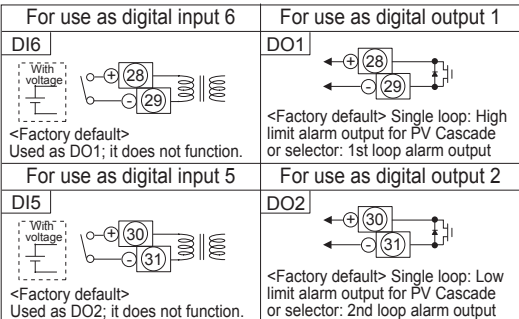 For use as digital input 6
DI6
With
voltage
+ 28
- 29
<Factory default>
Used as DO1; it does not function.
For use as digital output 1
DO1
+ 28
- 29
<Factory default> Single loop: High
limit alarm output for PV Cascade
or selector: 1st loop alarm output
For use as digital input 5
DI5
With
voltage
+ 30
- 31
<Factory default>
Used as DO2; it does not function.
For use as digital output 2
DO2
+ 30
- 31
<Factory default> Single loop: Low
limit alarm output for PV Cascade
or selector: 2nd loop alarm output